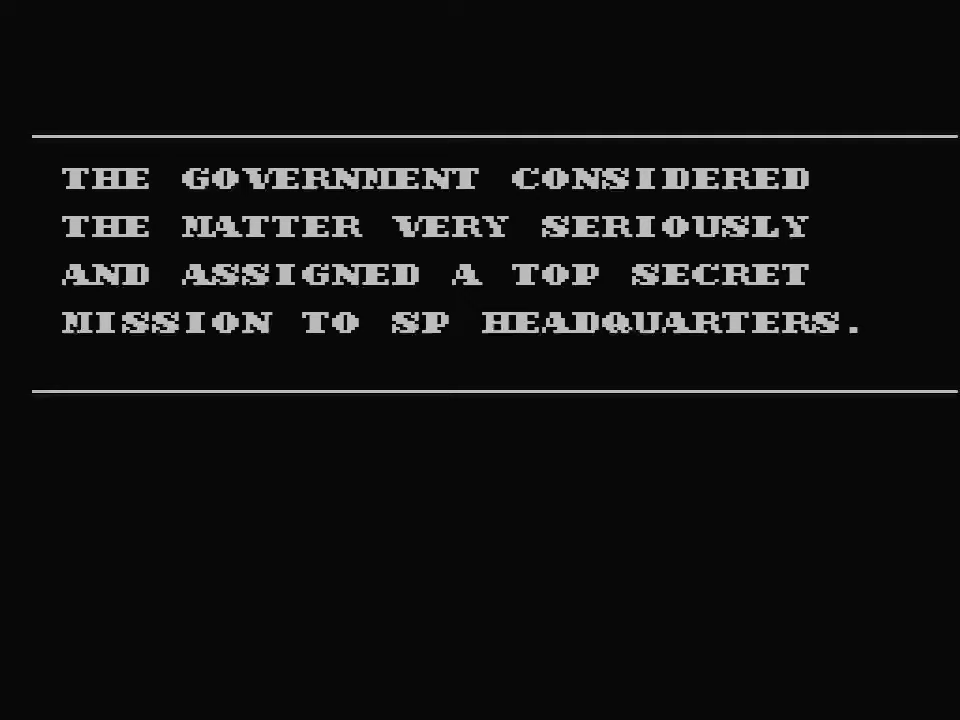 THE GOVERNMENT CONSIDERED
THE MATTER VERY SERIOUSLY
AND ASSIGNED A TOP SECRET
MISSION TO SP HEADQUARTERS.